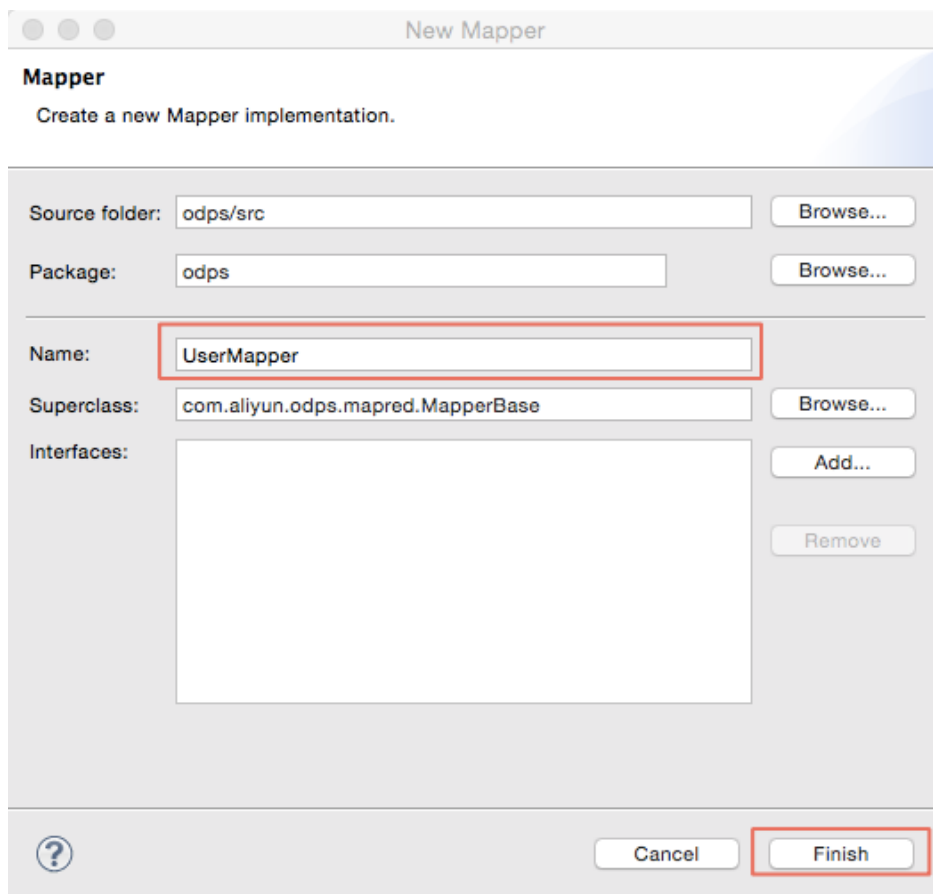 New Mapper
Mapper
Create a new Mapper implementation.
Source folder: odps/src Browse...
Package: odps Browse...
Name: UserMapper
Superclass: com.aliyun.odps.mapred.MapperBase Browse...
Interfaces: Add...
Remove
? Cancel Finish